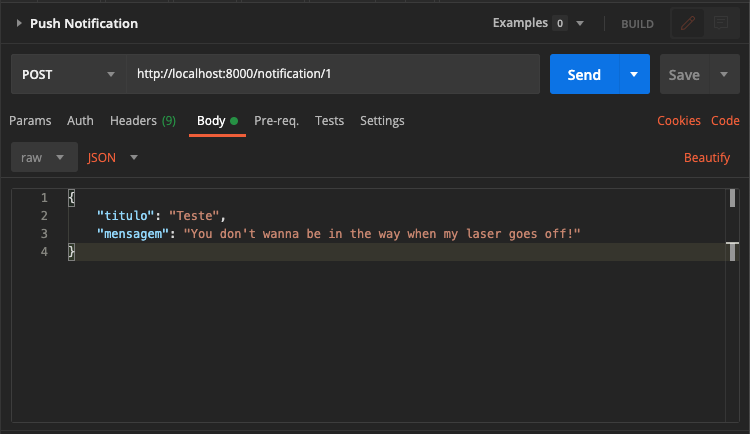 Push Notification
Examples 0 BUILD
POST http://localhost:8000/notification/1 Send Save
Params Auth Headers (9) Body Pre-req. Tests Settings Cookies Code
raw JSON Beautify
1 {
2 "titulo": "Teste",
3 "mensagem": "You don't wanna be in the way when my laser goes off!"
4 }